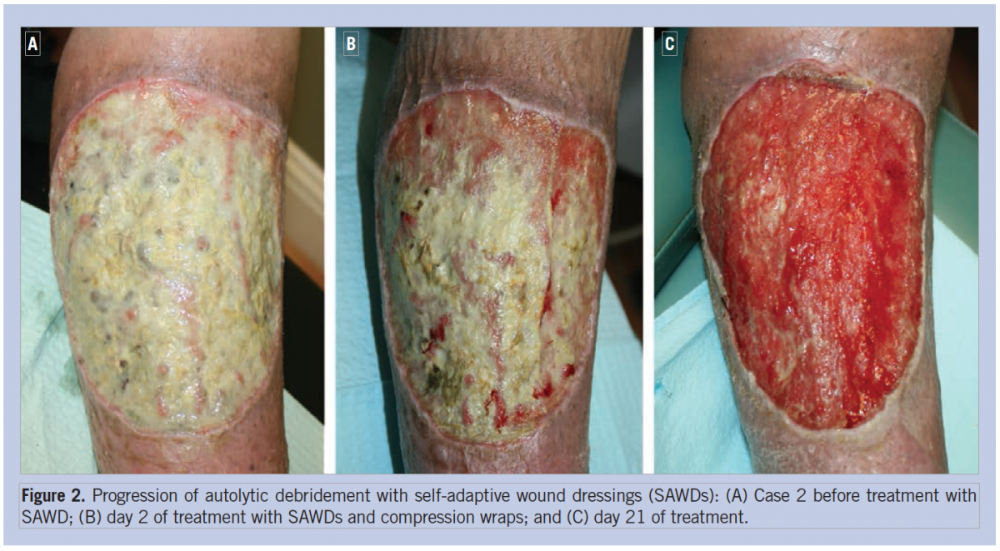 A
B
C
Figure 2. Progression of autolytic debridement with self-adaptive wound dressings (SAWDs): (A) Case 2 before treatment with
SAWD; (B) day 2 of treatment with SAWDs and compression wraps; and (C) day 21 of treatment.